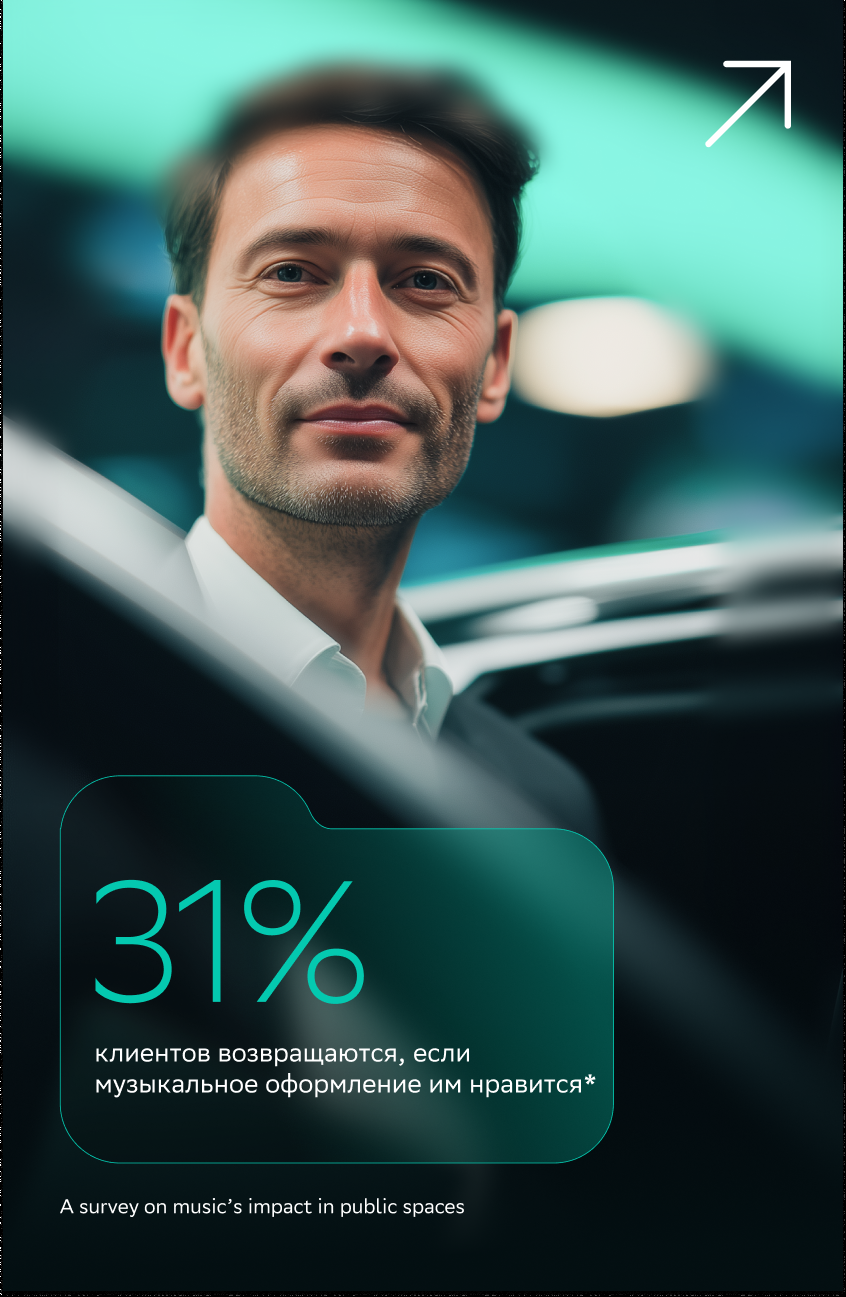 31%
клиентов возвращаются, если
музыкальное оформление им нравится*
A survey on music’s impact in public spaces